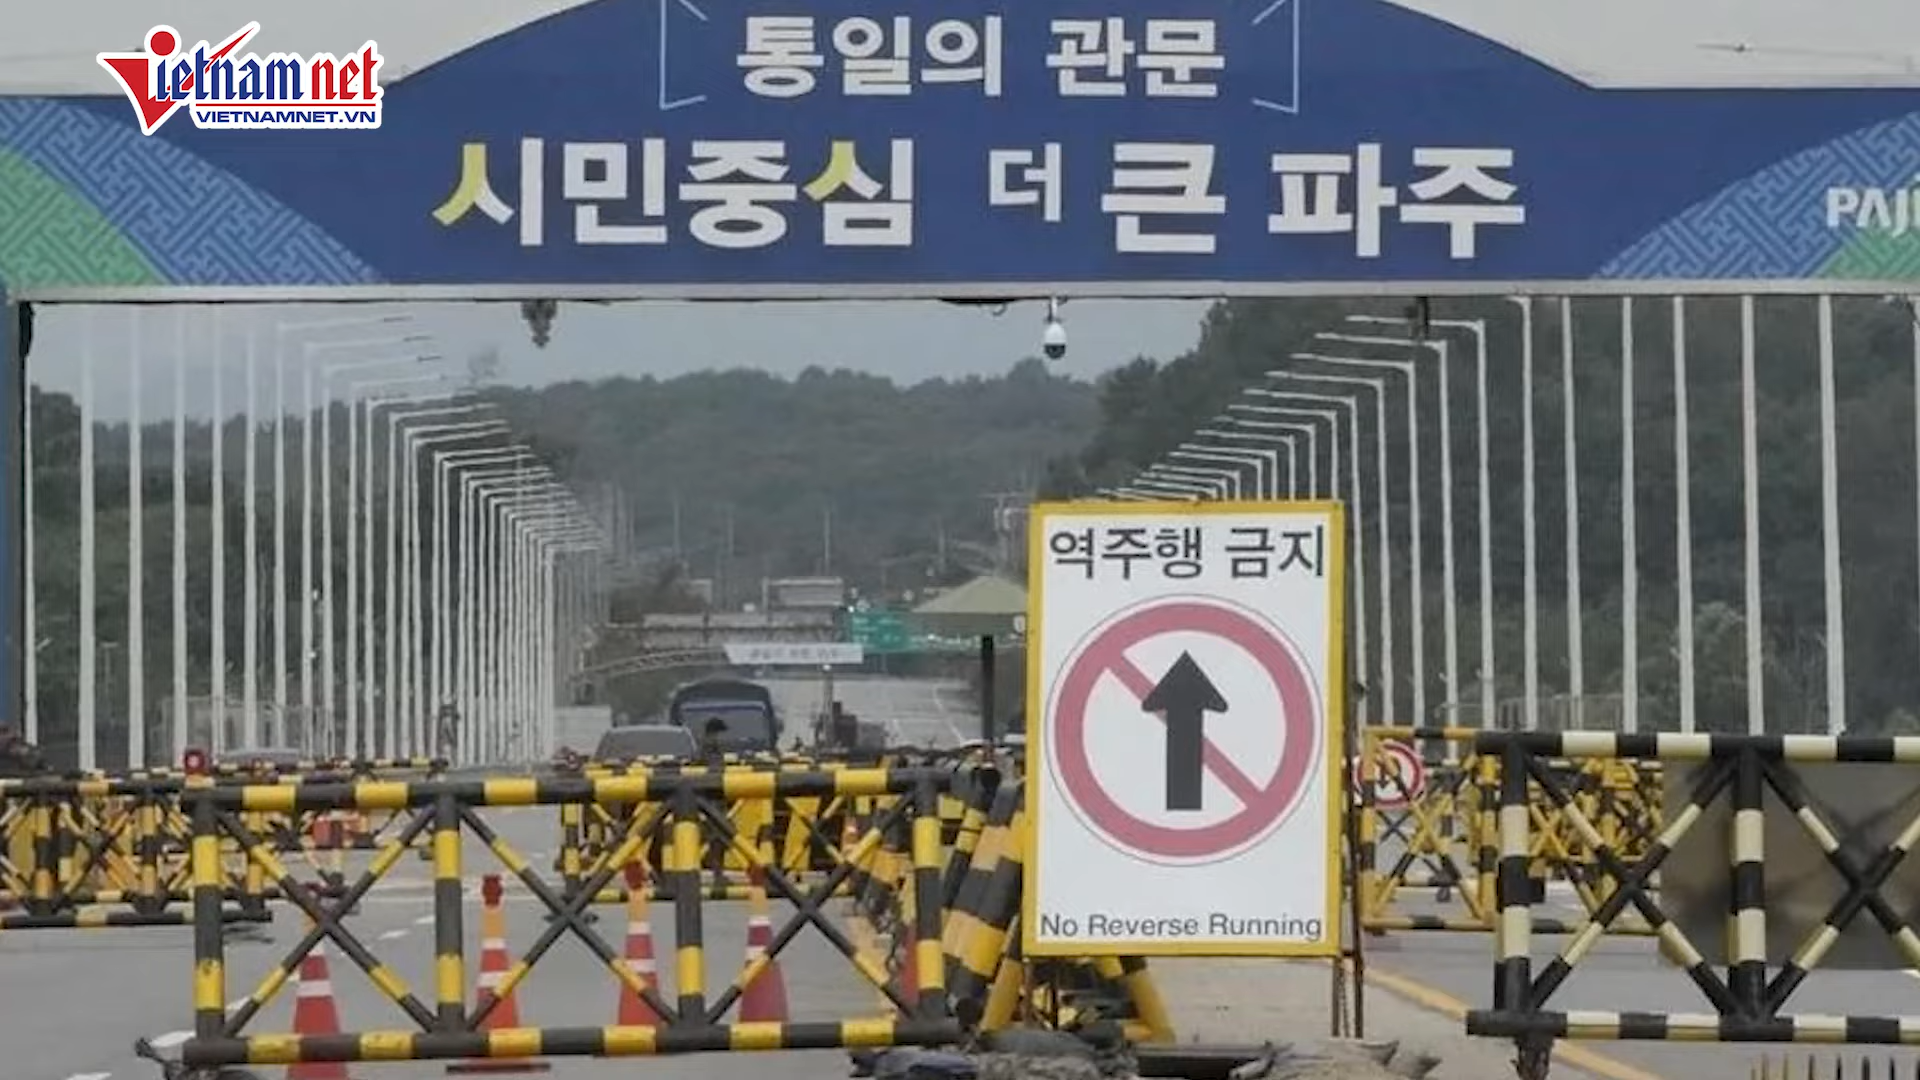 통일의 관문
Vietnamnet
VIETNAMNET.VN
시민중심 더 큰 파주
역주행 금지
No Reverse Running